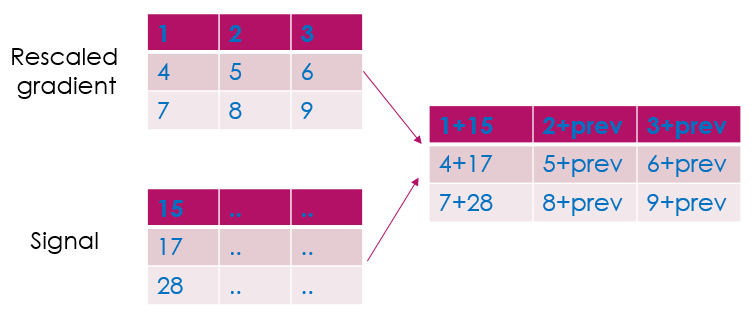 Rescaled
gradient
1 2 3
4 5 6
7 8 9
Signal
15 .. ..
17 .. ..
28 .. ..
1+15 2+prev 3+prev
4+17 5+prev 6+prev
7+28 8+prev 9+prev